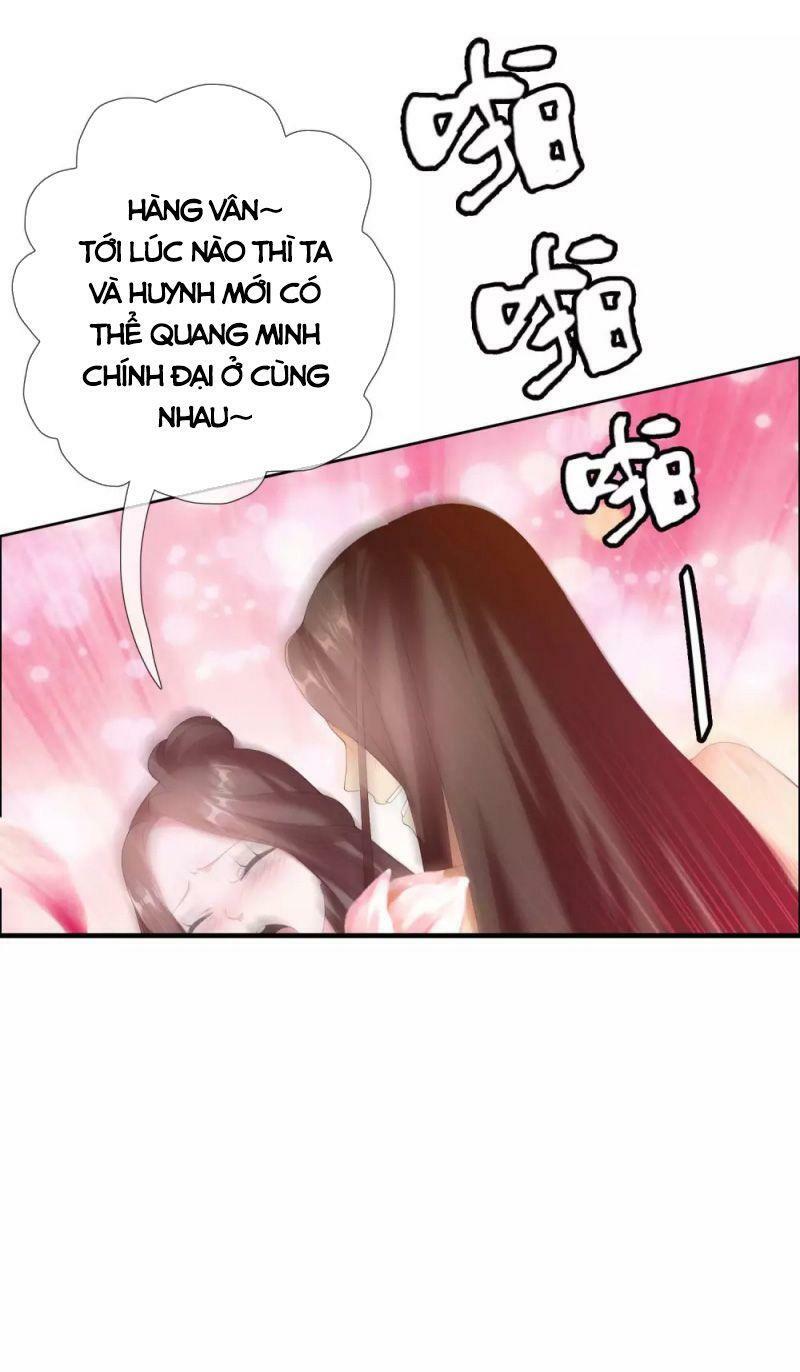 HÀNG VÂN~
TỚI LÚC NÀO THÌ TA
VÀ HUYNH MỚI CÓ
THỂ QUANG MINH
CHÍNH ĐẠI Ở CÙNG
NHAU~
啪
啪
啪